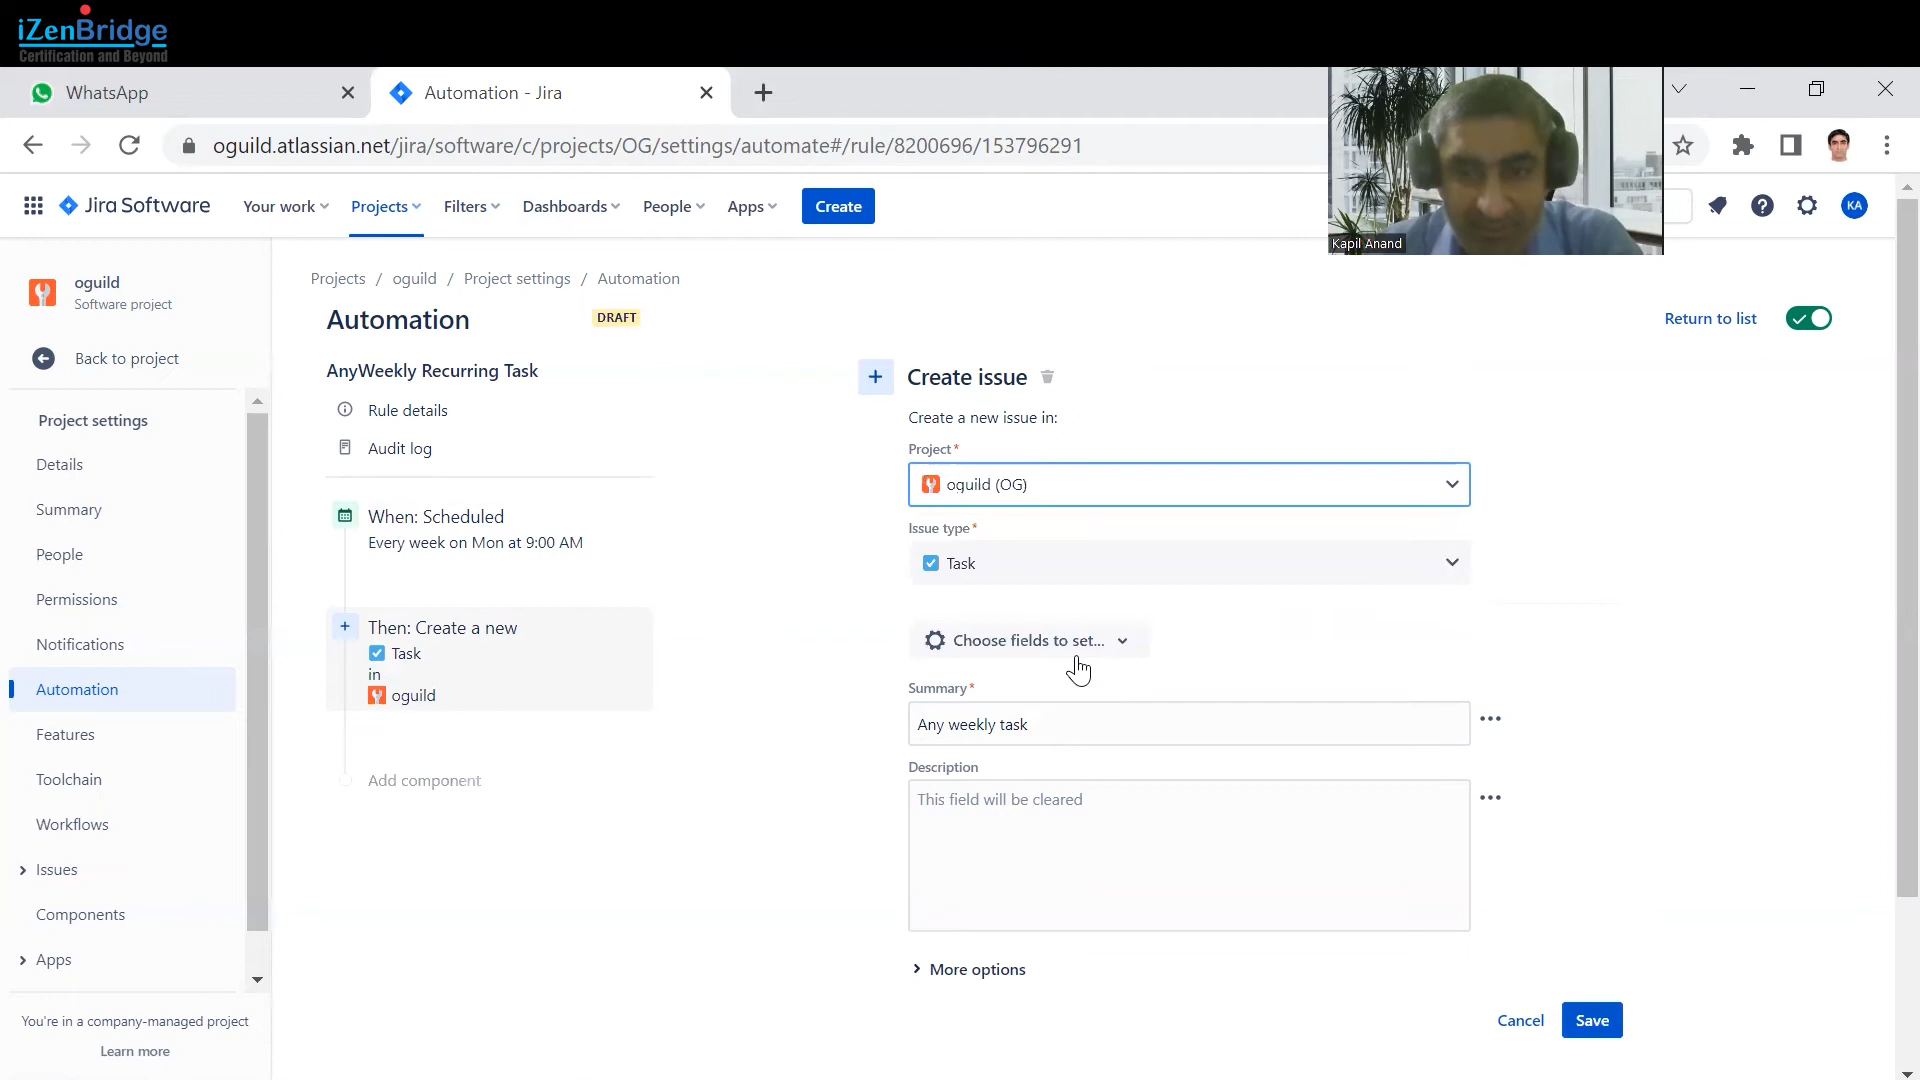 iZenBridge
Certification and Beyond
WhatsApp
Automation - Jira
oguild.atlassian.net/jira/software/c/projects/OG/settings/automate#/rule/8200696/153796291
Jira Software
Your work
Projects
Filters
Dashboards
People
Apps
Create
KA
Kapil Anand
oguild
Software project
Back to project
Project settings
Details
Summary
People
Permissions
Notifications
Automation
Features
Toolchain
Workflows
Issues
Components
Apps
You're in a company-managed project
Learn more
Projects / oguild / Project settings / Automation
Automation
DRAFT
Return to list
AnyWeekly Recurring Task
Rule details
Audit log
When: Scheduled
Every week on Mon at 9:00 AM
Then: Create a new
Task
in
oguild
Add component
Create issue
Create a new issue in:
Project*
oguild (OG)
Issue type*
Task
Choose fields to set...
Summary*
Any weekly task
Description
This field will be cleared
More options
Cancel
Save